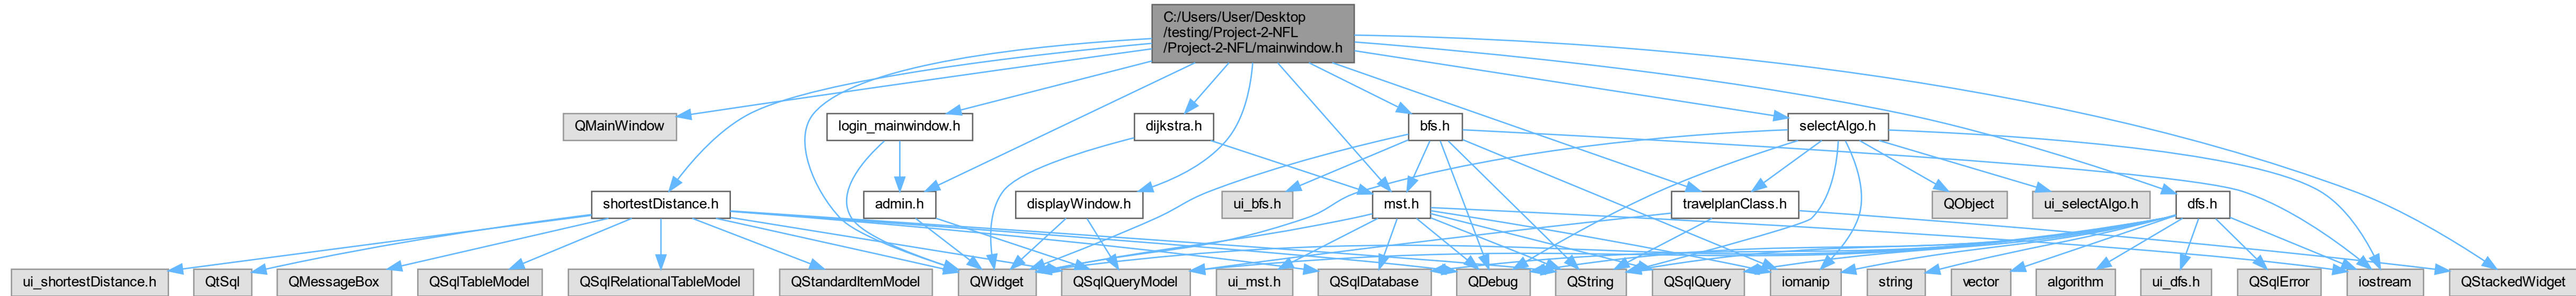 C:/Users/User/Desktop
/testing/Project-2-NFL
/Project-2-NFL/mainwindow.h
QMainWindow
login_mainwindow.h
dijkstra.h
bfs.h
selectAlgo.h
shortestDistance.h
admin.h
displayWindow.h
ui_bfs.h
mst.h
travelplanClass.h
QObject
ui_selectAlgo.h
dfs.h
ui_shortestDistance.h
QtSql
QMessageBox
QSqlTableModel
QSqlRelationalTableModel
QStandardItemModel
QWidget
QSqlQueryModel
ui_mst.h
QSqlDatabase
QDebug
QString
QSqlQuery
iomanip
string
vector
algorithm
ui_dfs.h
QSqlError
iostream
QStackedWidget